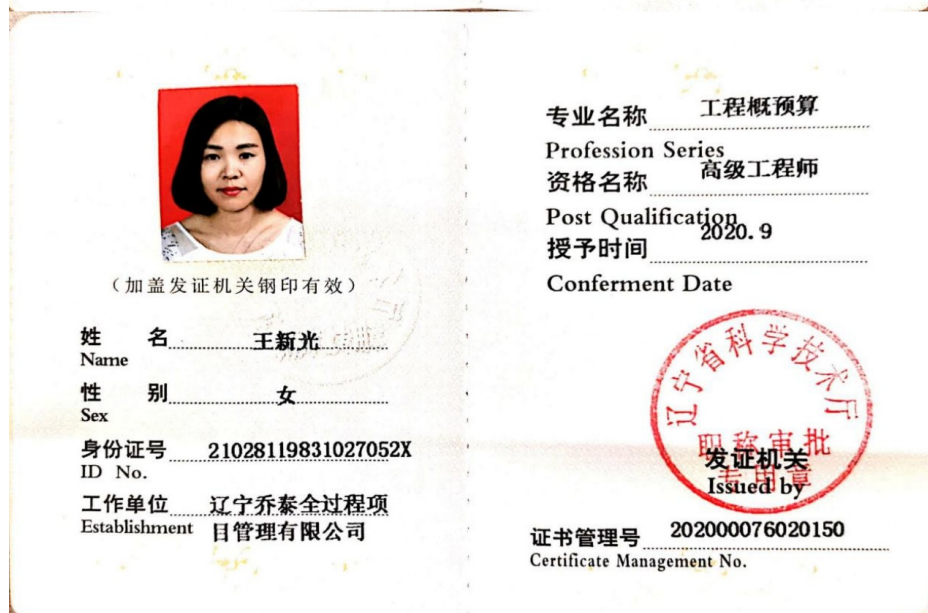 （加盖发证机关钢印有效）
姓 名 王新光
Name
性 别 女
Sex
身份证号 21028119831027052X
ID No.
工作单位 辽宁乔泰全过程项
Establishment 目管理有限公司
专业名称 工程概预算
Profession Series
资格名称 高级工程师
Post Qualification
授予时间 2020.9
Conferment Date
辽宁省科学技术厅
职称审批
专用章
发证机关
Issued by
证书管理号 202000076020150
Certificate Management No.